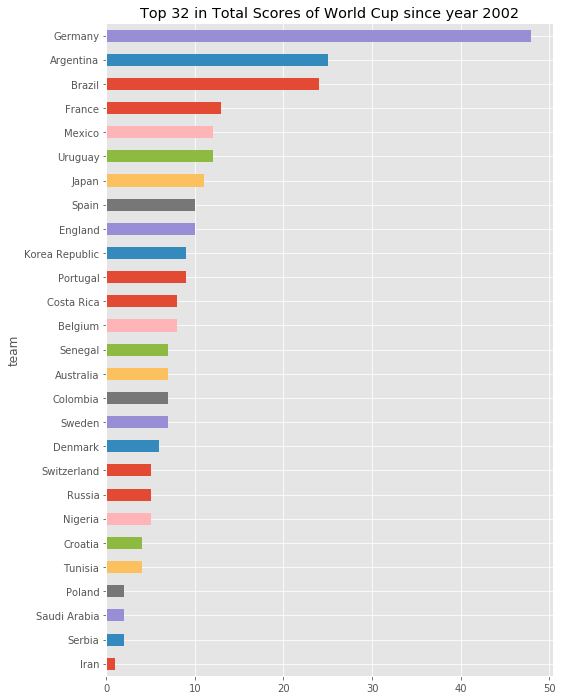 Top 32 in Total Scores of World Cup since year 2002
Germany
Argentina
Brazil
France
Mexico
Uruguay
Japan
Spain
England
Korea Republic
Portugal
Costa Rica
Belgium
Senegal
Australia
Colombia
Sweden
Denmark
Switzerland
Russia
Nigeria
Croatia
Tunisia
Poland
Saudi Arabia
Serbia
Iran
team
0 10 20 30 40 50